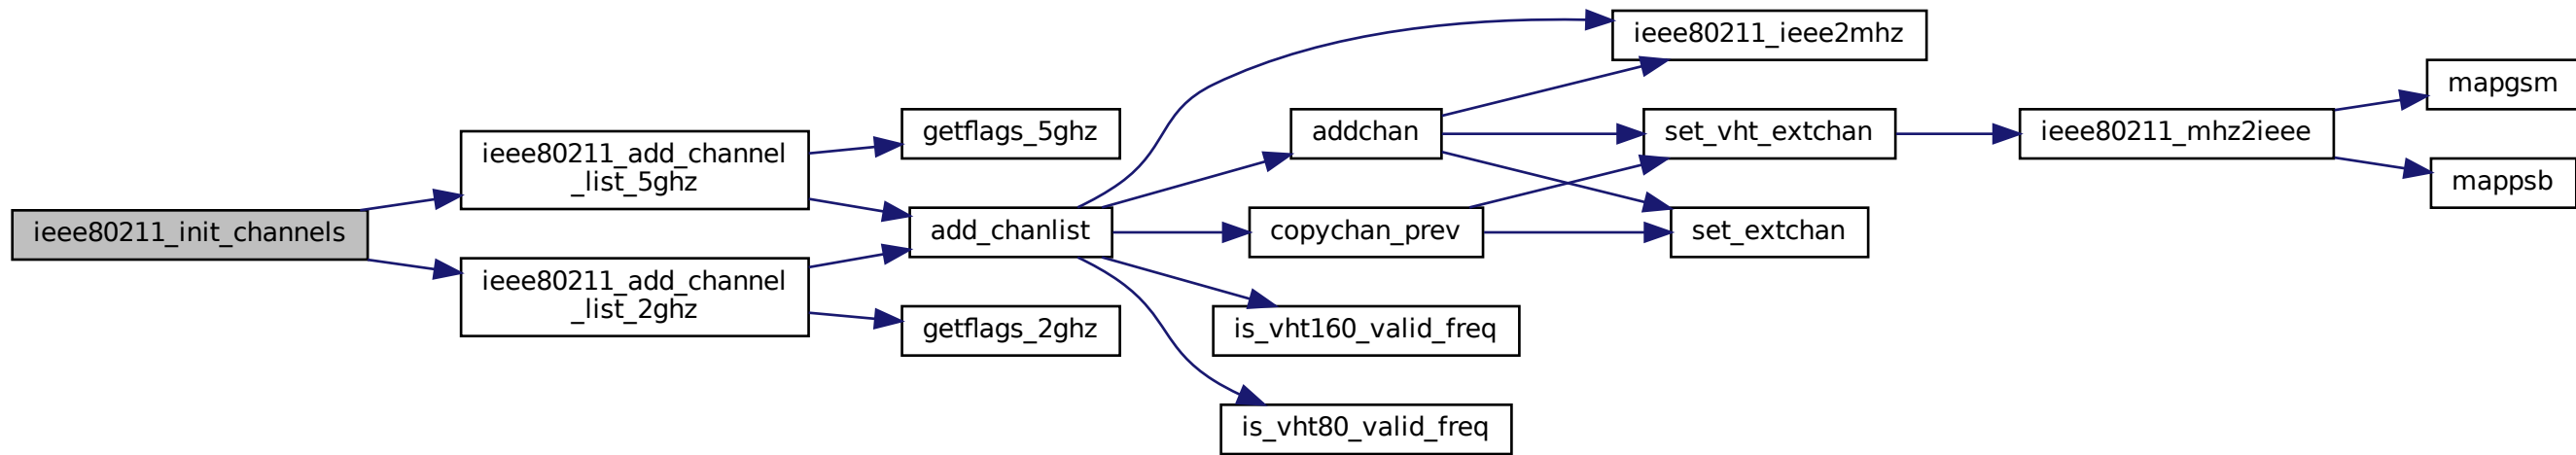 ieee80211_init_channels
ieee80211_add_channel
_list_5ghz
ieee80211_add_channel
_list_2ghz
getflags_5ghz
add_chanlist
getflags_2ghz
addchan
copychan_prev
is_vht160_valid_freq
is_vht80_valid_freq
ieee80211_ieee2mhz
set_vht_extchan
set_extchan
ieee80211_mhz2ieee
mapgsm
mappsb